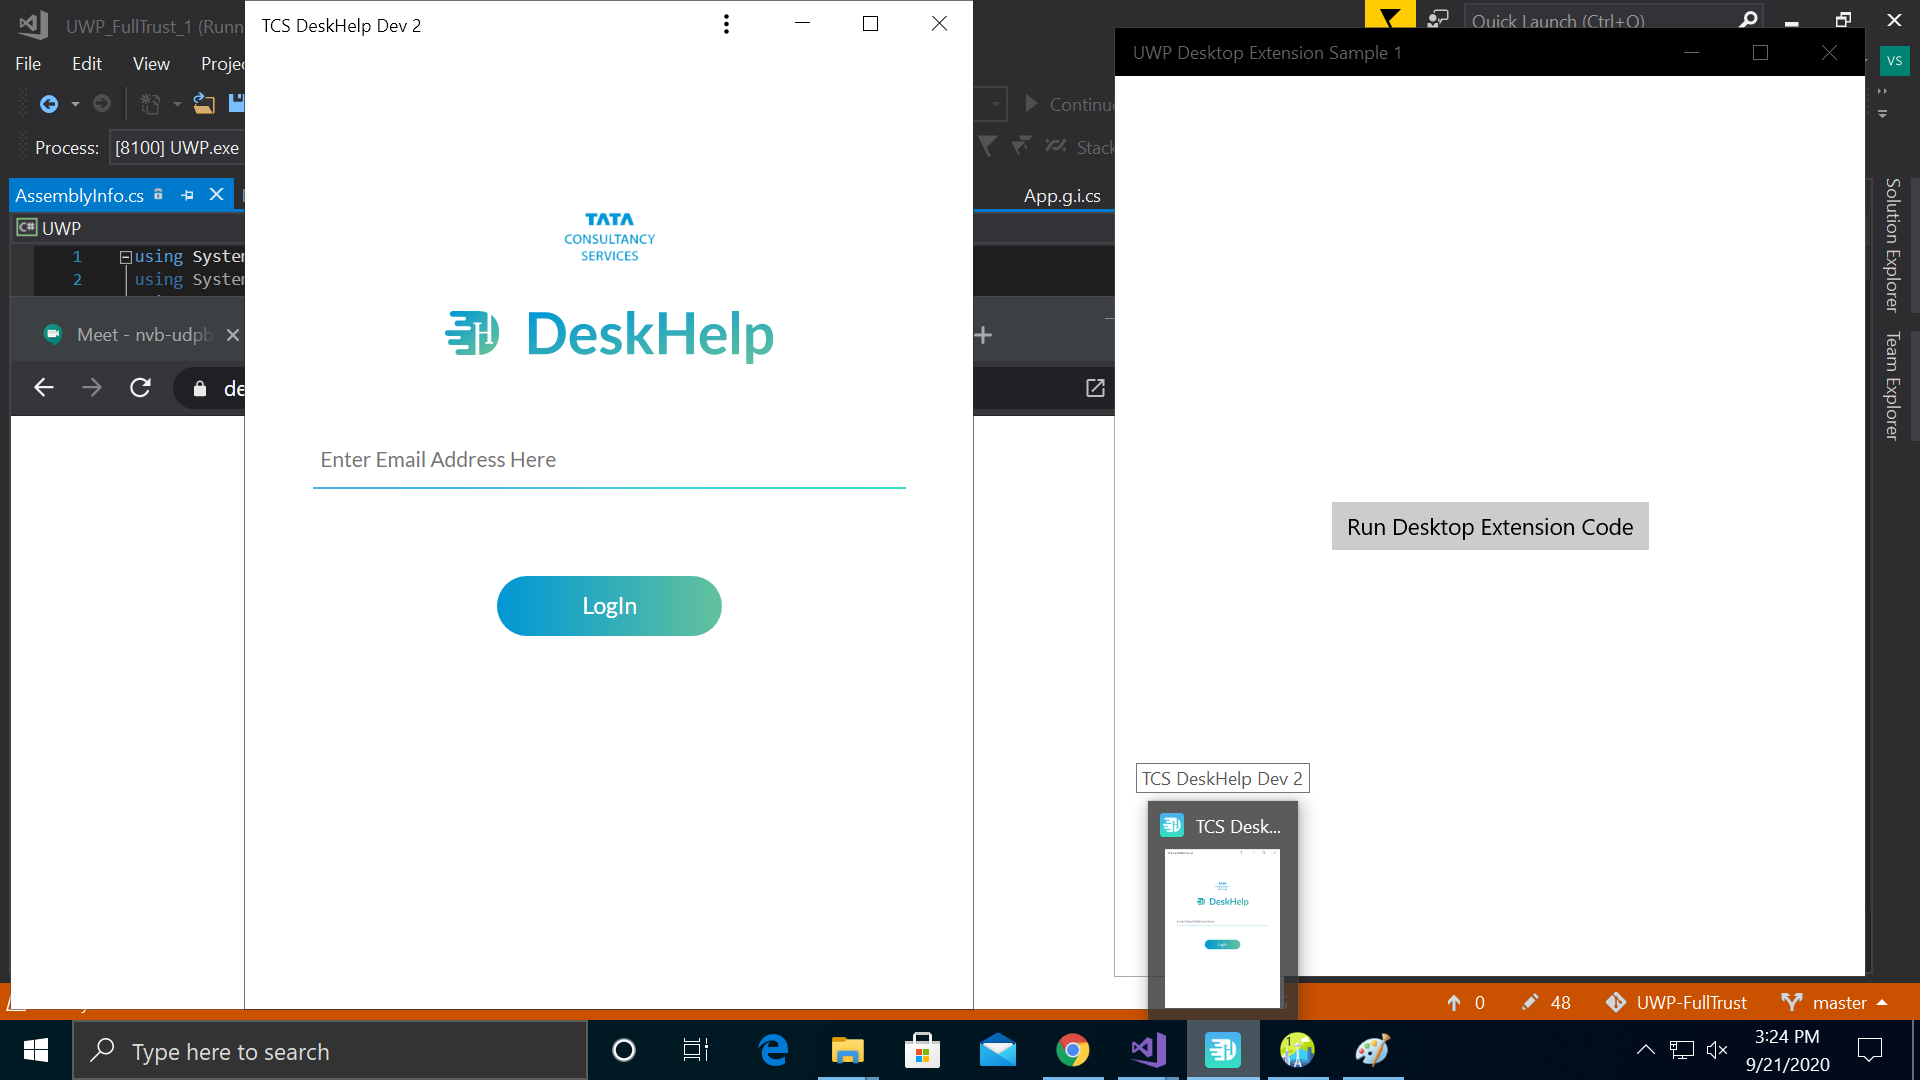 UWP_FullTrust_1 (Runn
TCS DeskHelp Dev 2
Quick Launch (Ctrl+Q)
UWP Desktop Extension Sample 1
VS
File Edit View Projec
Continu
Process: [8100] UWP.exe
Stack
AssemblyInfo.cs
App.g.i.cs
C# UWP
1 using System
2 using System
Solution Explorer
Team Explorer
TATA
CONSULTANCY
SERVICES
H DeskHelp
Meet - nvb-udpb
de
Enter Email Address Here
Run Desktop Extension Code
LogIn
TCS DeskHelp Dev 2
TCS Desk...
DeskHelp
0 48 UWP-FullTrust master
Type here to search
3:24 PM
9/21/2020